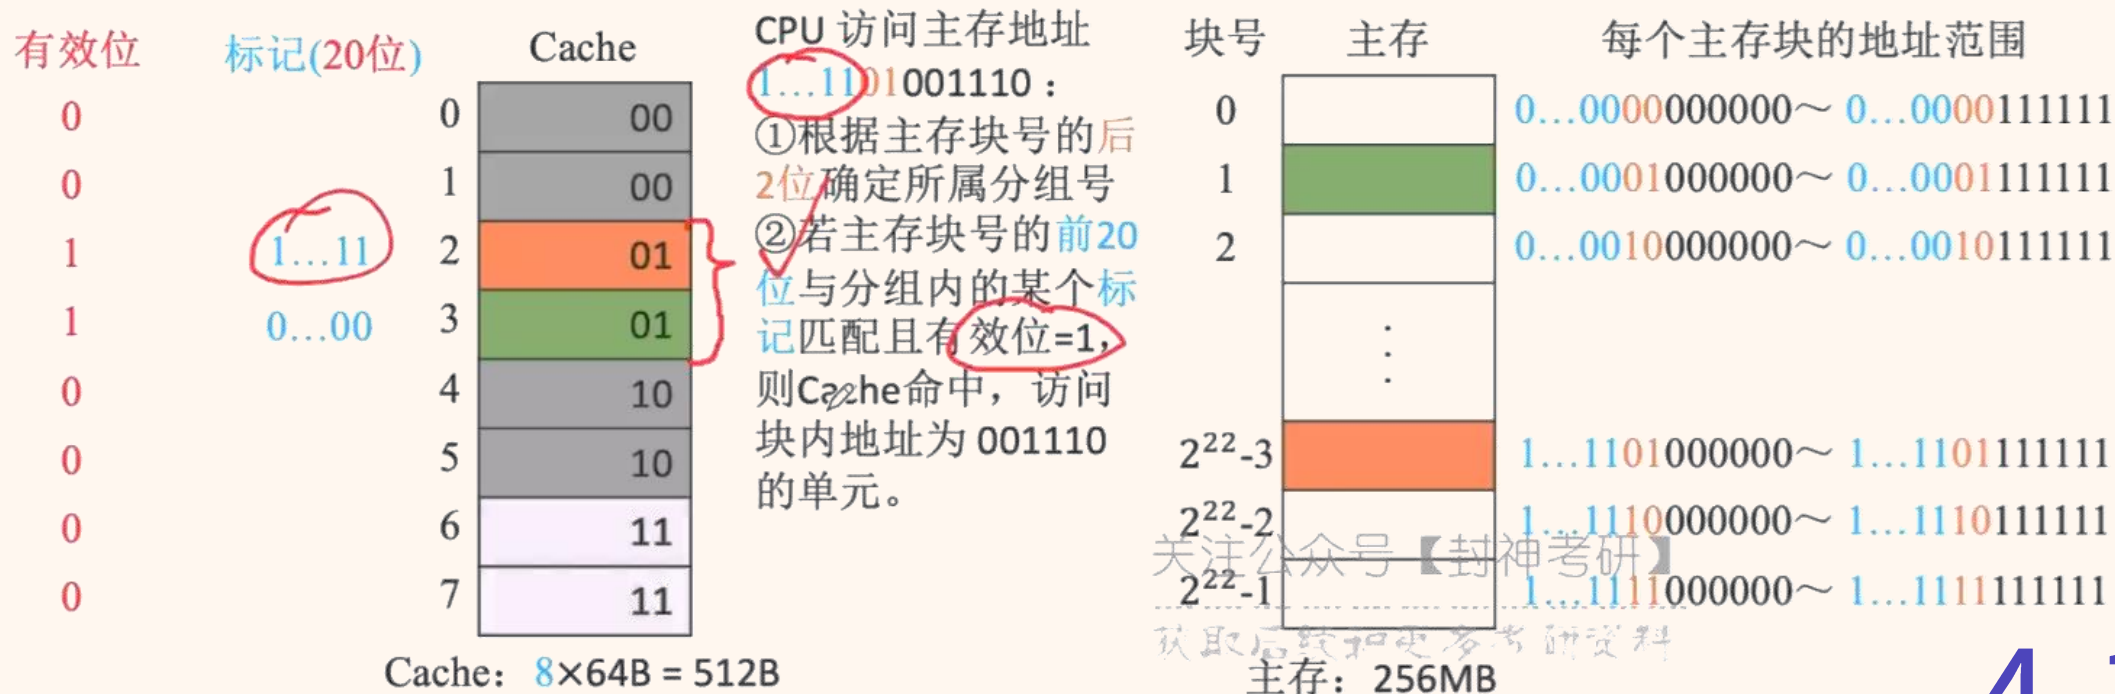 有效位 标记(20位) Cache
0 0 00
0 1 00
1 1…11 2 01
1 0…00 3 01
0 4 10
0 5 10
0 6 11
0 7 11
Cache：8×64B = 512B
CPU 访问主存地址
1…1101001110：
①根据主存块号的后
2位确定所属分组号
②若主存块号的前20
位与分组内的某个标
记匹配且有效位=1，
则Cache命中，访问
块内地址为 001110
的单元。
块号 主存 每个主存块的地址范围
0 0…0000000000～ 0…0000111111
1 0…0001000000～ 0…0001111111
2 0…0010000000～ 0…0010111111
⋮
2²²-3 1…1101000000～ 1…1101111111
2²²-2 1…1110000000～ 1…1110111111
关注公众号【封神考研】
2²²-1 1…1111000000～ 1…1111111111
主存：256MB